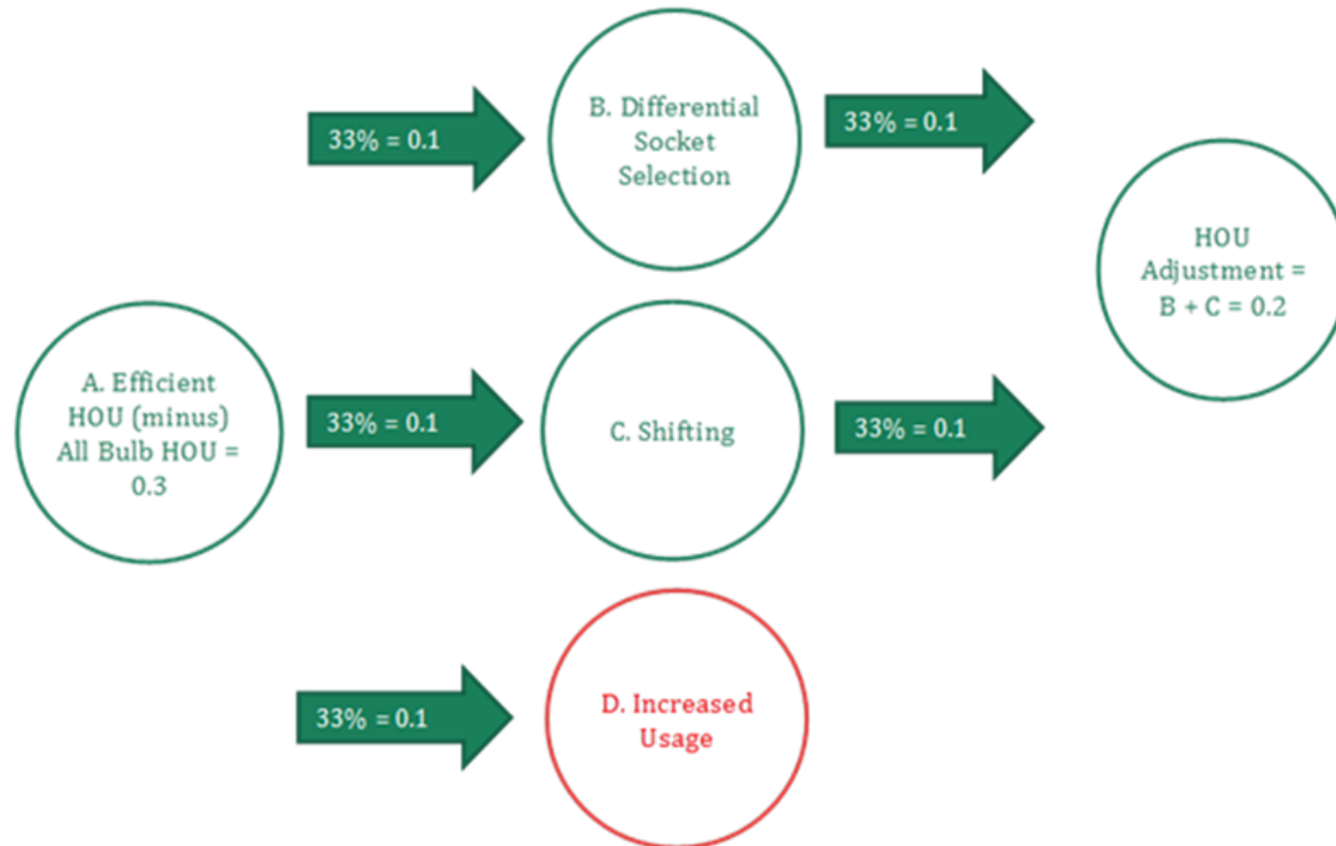 33% = 0.1
B. Differential
Socket
Selection
33% = 0.1
HOU
Adjustment =
B + C = 0.2
A. Efficient
HOU (minus)
All Bulb HOU =
0.3
33% = 0.1
C. Shifting
33% = 0.1
33% = 0.1
D. Increased
Usage